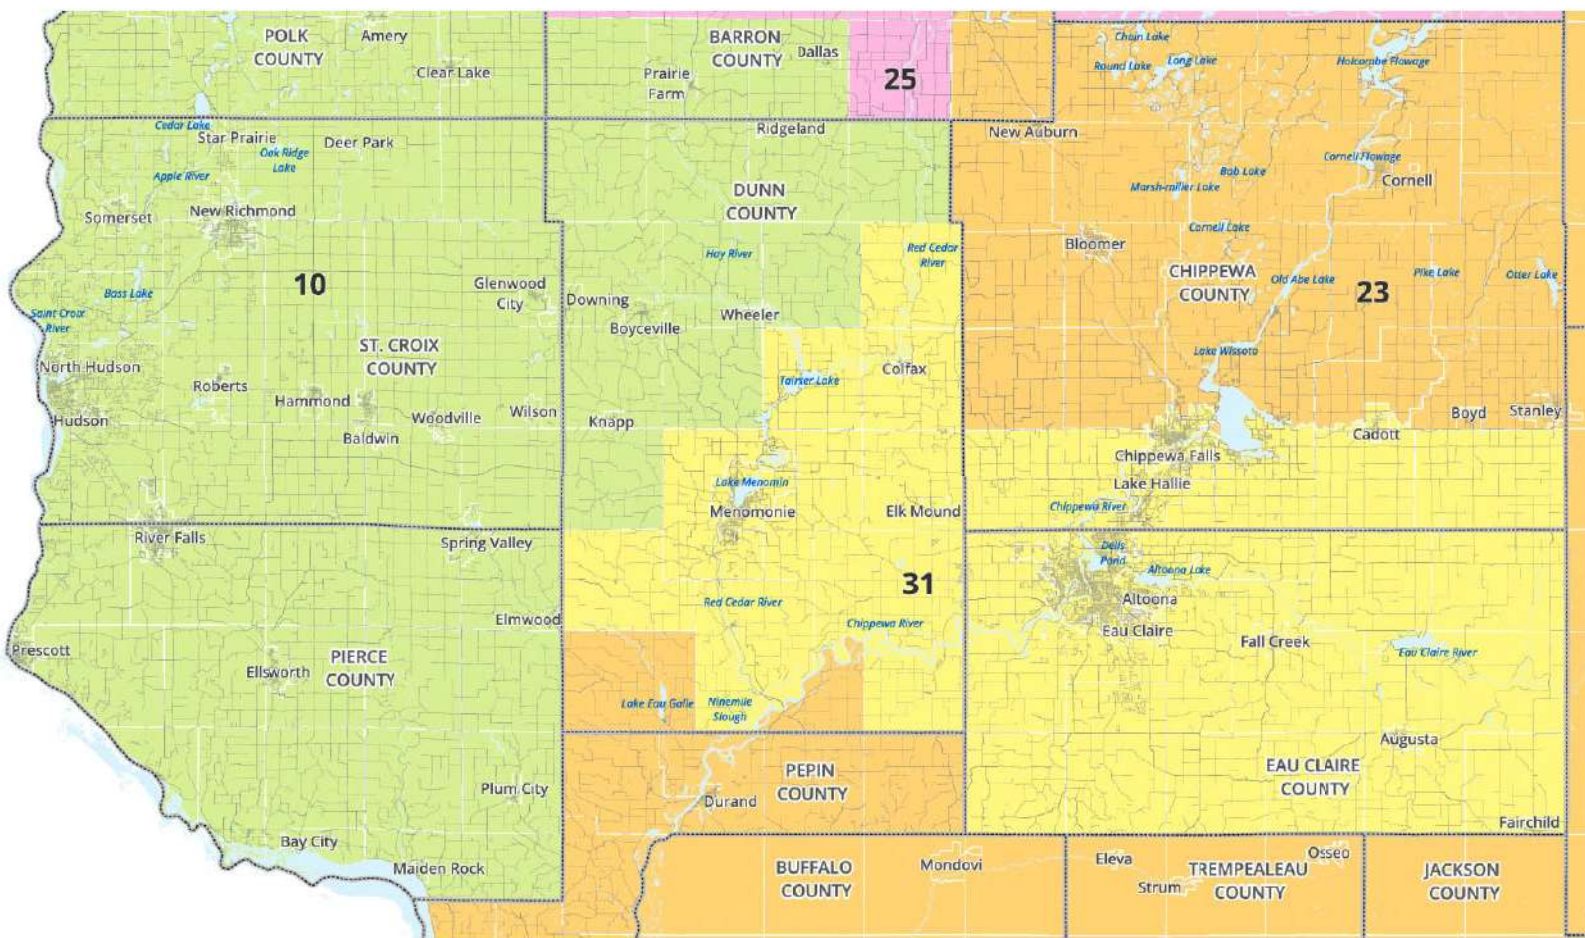 POLK
COUNTY
Amery
Clear Lake
BARRON
COUNTY
Dallas
Prairie
Farm
25
Chain Lake
Round Lake
Long Lake
Holcombe Flowage
Cedar Lake
Star Prairie
Deer Park
Oak Ridge
Lake
Apple River
Ridgeland
New Auburn
Cornell Flowage
Cornell
Bob Lake
Marsh-miller Lake
Somerset
New Richmond
DUNN
COUNTY
Cornell Lake
Bloomer
Hay River
Red Cedar
River
10
Bass Lake
Saint Croix
River
Glenwood
City
Downing
Boyceville
Wheeler
CHIPPEWA
COUNTY
Old Abe Lake
23
Pike Lake
Otter Lake
ST. CROIX
COUNTY
North Hudson
Hudson
Roberts
Hammond
Baldwin
Woodville
Wilson
Knapp
Tainter Lake
Colfax
Lake Wissota
Boyd
Stanley
Cadott
Chippewa Falls
Lake Hallie
Chippewa River
Lake Menomin
Menomonie
Elk Mound
River Falls
Spring Valley
Dells
Pond
Altoona Lake
Altoona
Eau Claire
31
Red Cedar River
Chippewa River
Elmwood
Fall Creek
Eau Claire River
Prescott
Ellsworth
PIERCE
COUNTY
Lake Eau Galle
Ninemile
Slough
Augusta
EAU CLAIRE
COUNTY
PEPIN
COUNTY
Plum City
Durand
Fairchild
Bay City
Maiden Rock
BUFFALO
COUNTY
Mondovi
Eleva
Strum
TREMPEALEAU
COUNTY
Osseo
JACKSON
COUNTY